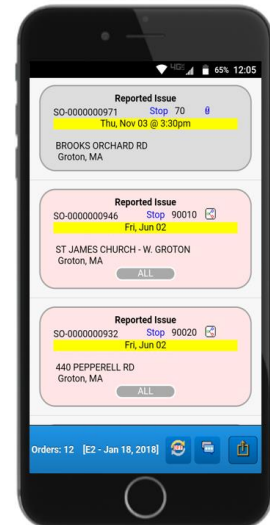 4GE 65% 12:05
Reported Issue
SO-0000000971 Stop 70
Thu, Nov 03 @ 3:30pm
BROOKS ORCHARD RD
Groton, MA
Reported Issue
SO-0000000946 Stop 90010
Fri, Jun 02
ST JAMES CHURCH - W. GROTON
Groton, MA
ALL
Reported Issue
SO-0000000932 Stop 90020
Fri, Jun 02
440 PEPPERELL RD
Groton, MA
ALL
Orders: 12 [E2 - Jan 18, 2018]